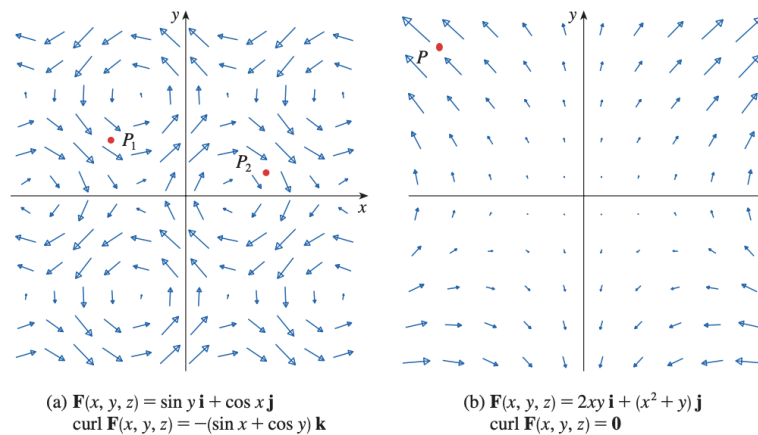 y
P₁
P₂
x
(a) F(x, y, z) = sin y i + cos x j
curl F(x, y, z) = −(sin x + cos y) k
y
P
(b) F(x, y, z) = 2xy i + (x² + y) j
curl F(x, y, z) = 0